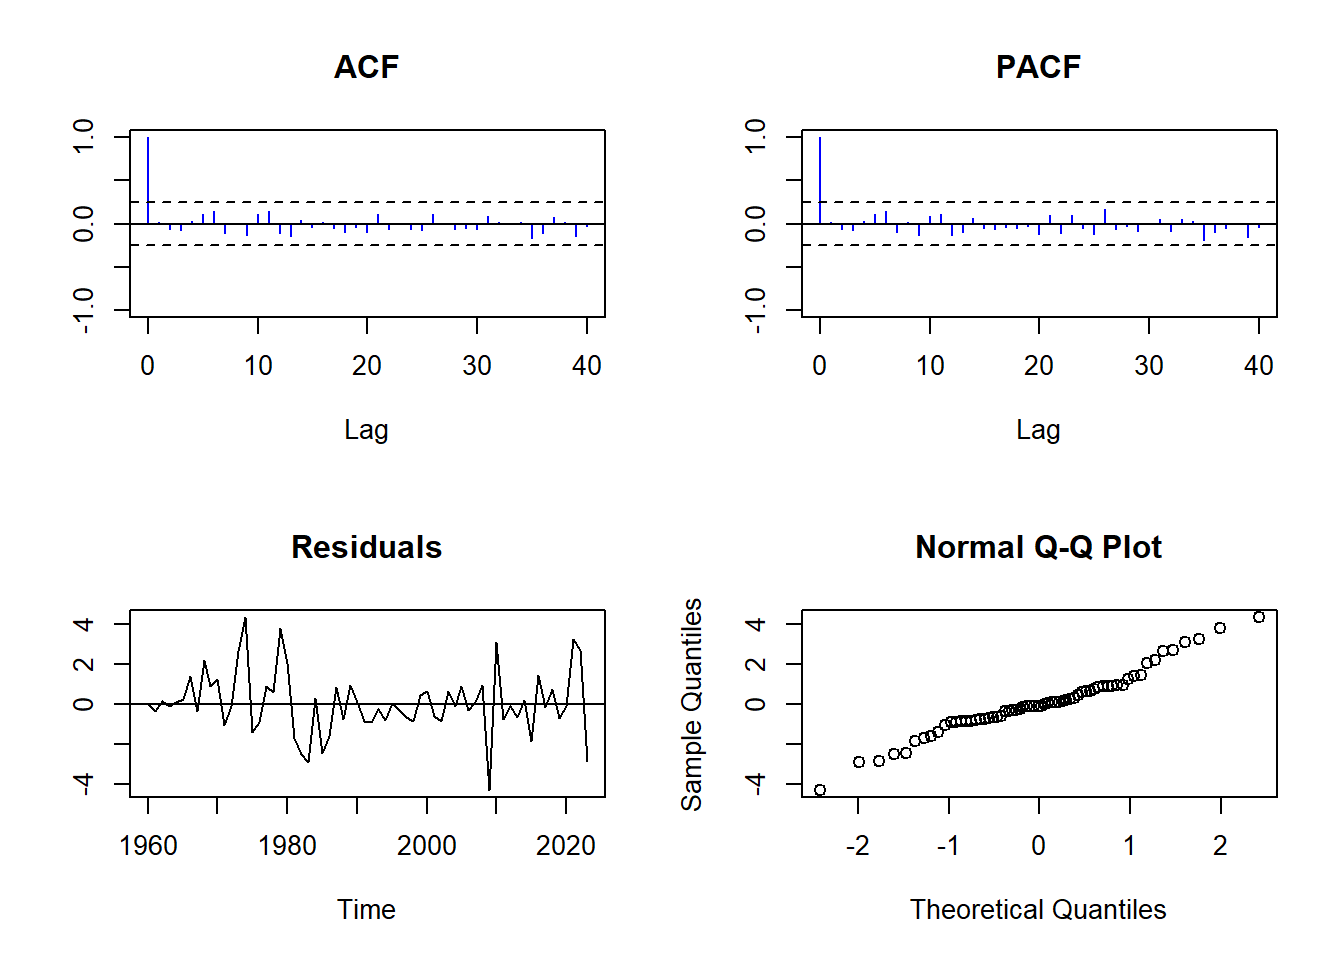 ACF
1.0
0.0
-1.0
0 10 20 30 40
Lag
PACF
1.0
0.0
-1.0
0 10 20 30 40
Lag
Residuals
4
2
0
-4
1960 1980 2000 2020
Time
Normal Q-Q Plot
Sample Quantiles
4
2
0
-4
-2 -1 0 1 2
Theoretical Quantiles